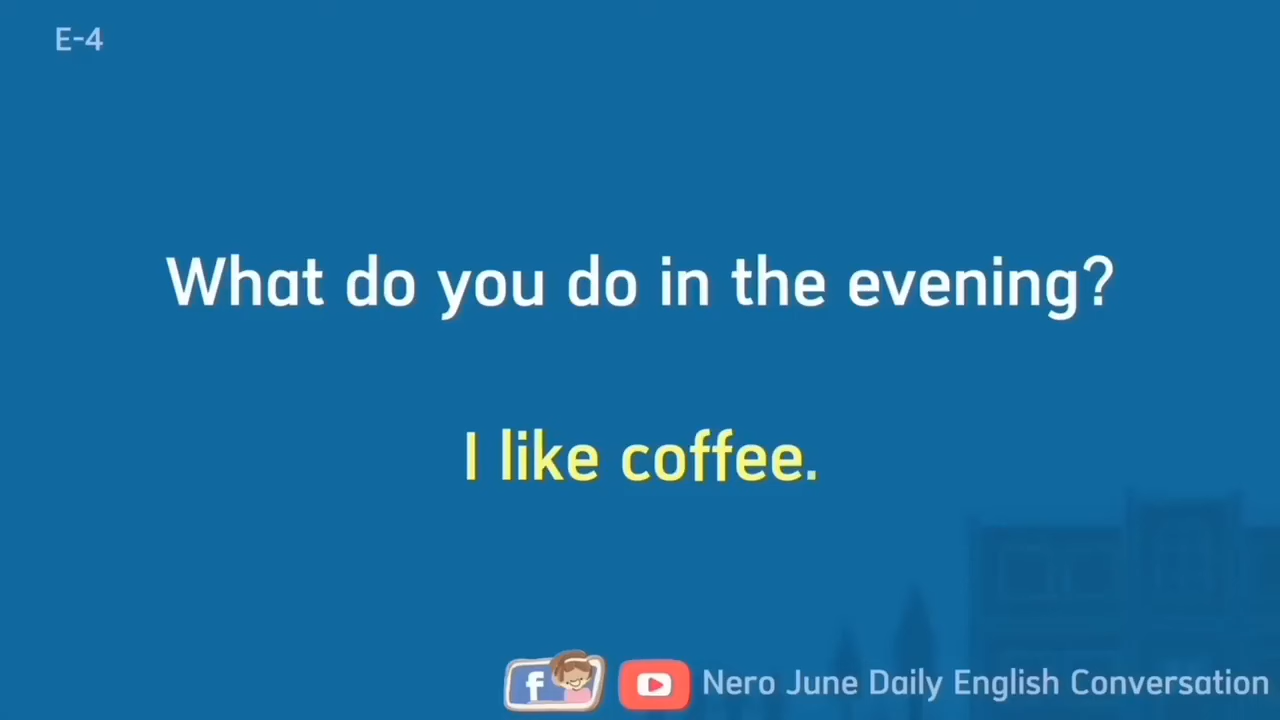 E-4
What do you do in the evening?
I like coffee.
f Nero June Daily English Conversation